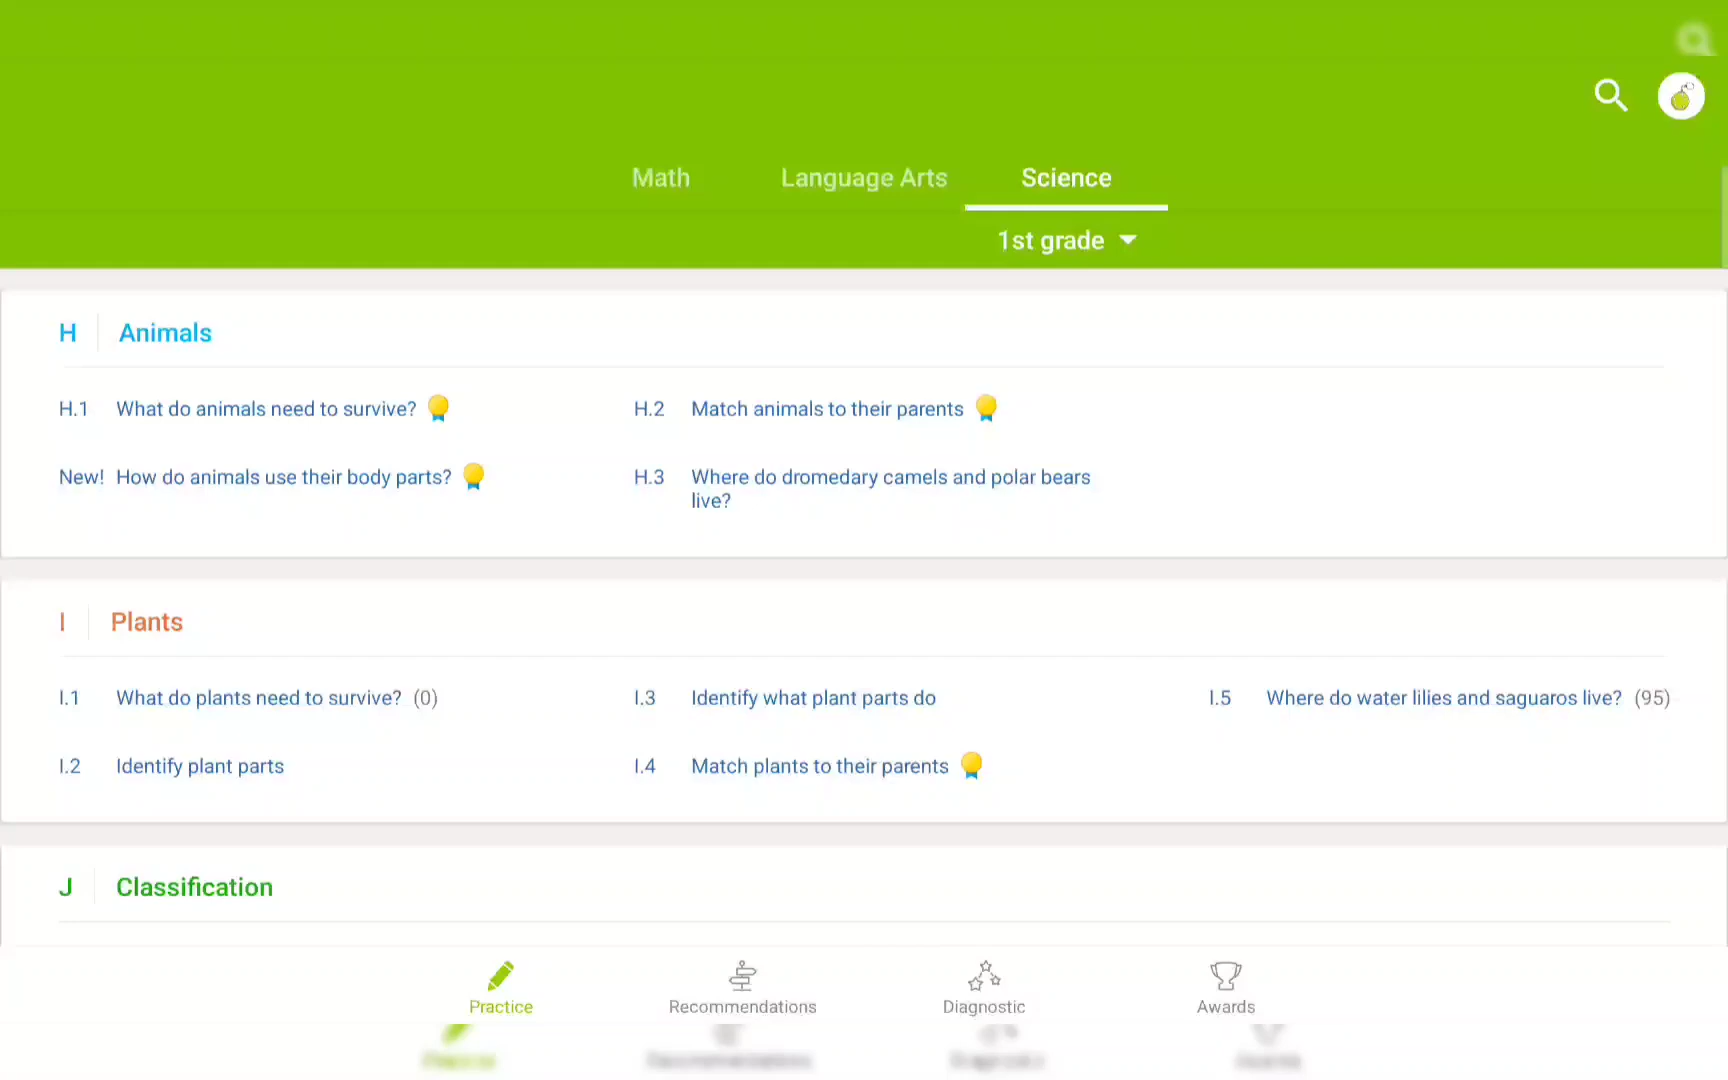 Math
Language Arts
Science
1st grade
H
Animals
H.1 What do animals need to survive?
H.2 Match animals to their parents
New! How do animals use their body parts?
H.3 Where do dromedary camels and polar bears
live?
I
Plants
I.1 What do plants need to survive? (0)
I.3 Identify what plant parts do
I.5 Where do water lilies and saguaros live? (95)
I.2 Identify plant parts
I.4 Match plants to their parents
J
Classification
Practice
Recommendations
Diagnostic
Awards